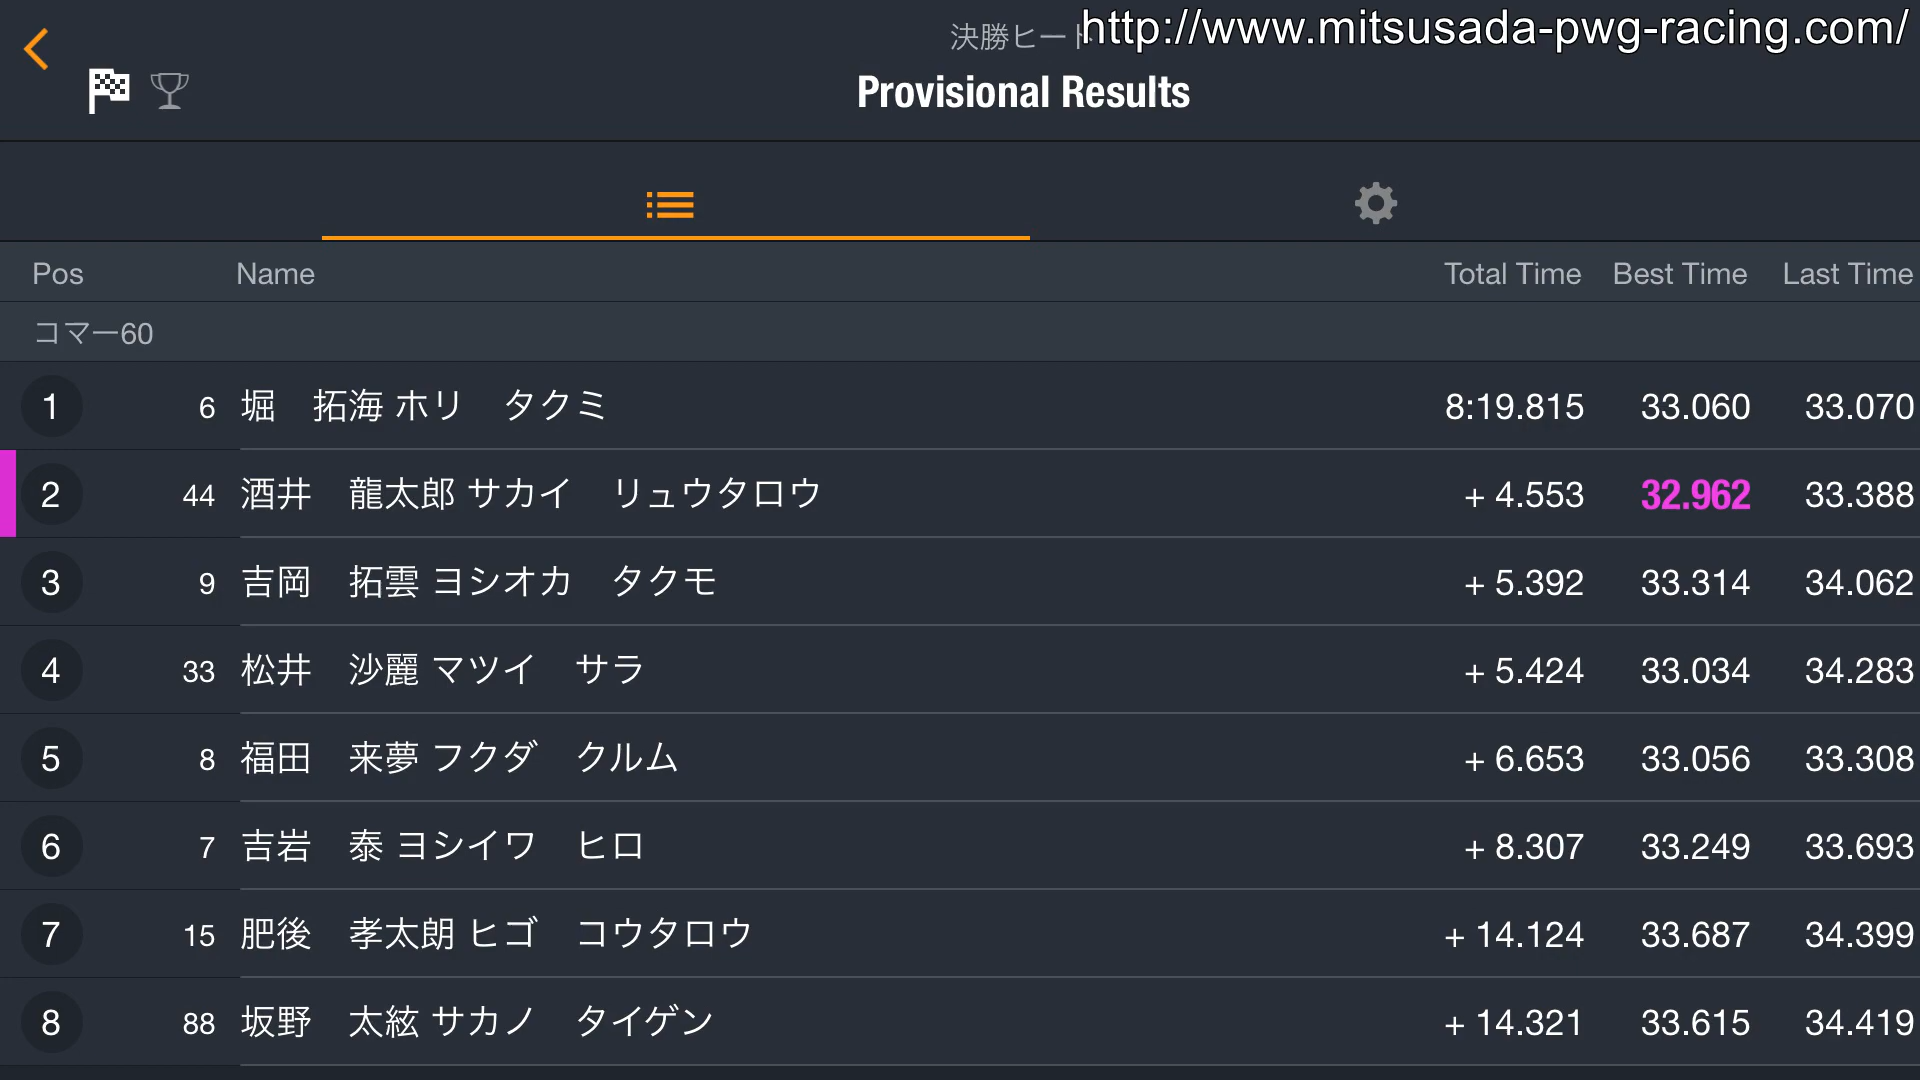 決勝ヒート
http://www.mitsusada-pwg-racing.com/
Provisional Results
Pos Name Total Time Best Time Last Time
コマー60
1 6 堀　拓海 ホリ　タクミ 8:19.815 33.060 33.070
2 44 酒井　龍太郎 サカイ　リュウタロウ + 4.553 32.962 33.388
3 9 吉岡　拓雲 ヨシオカ　タクモ + 5.392 33.314 34.062
4 33 松井　沙麗 マツイ　サラ + 5.424 33.034 34.283
5 8 福田　来夢 フクダ　クルム + 6.653 33.056 33.308
6 7 吉岩　泰 ヨシイワ　ヒロ + 8.307 33.249 33.693
7 15 肥後　孝太朗 ヒゴ　コウタロウ + 14.124 33.687 34.399
8 88 坂野　太絃 サカノ　タイゲン + 14.321 33.615 34.419